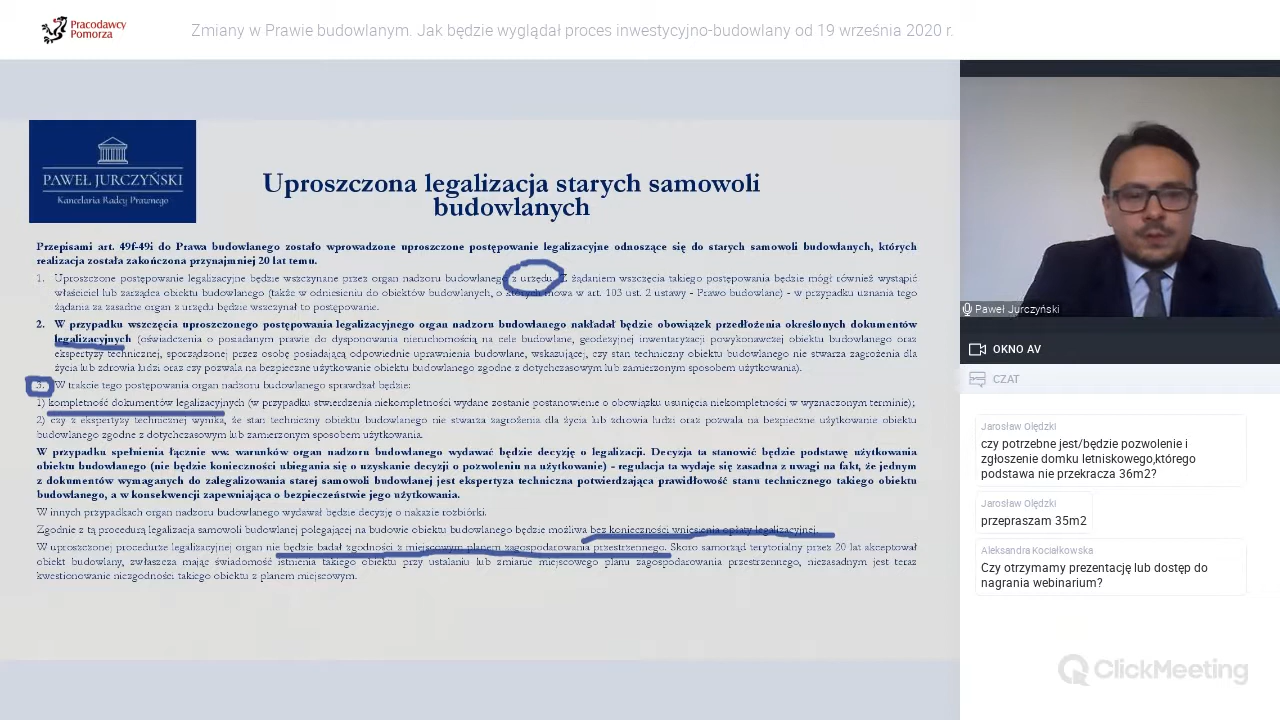 Pracodawcy
Pomorza
Zmiany w Prawie budowlanym. Jak będzie wyglądał proces inwestycyjno-budowlany od 19 września 2020 r.
PAWEŁ JURCZYŃSKI
Kancelaria Radcy Prawnego
Uproszczona legalizacja starych samowoli
budowlanych
Przepisami art. 49f-49i do Prawa budowlanego zostało wprowadzone uproszczone postępowanie legalizacyjne odnoszące się do starych samowoli budowlanych, których
realizacja została zakończona przynajmniej 20 lat temu.
1. Uproszczone postępowanie legalizacyjne będzie wszczynane przez organ nadzoru budowlanego z urzędu. Z żądaniem wszczęcia takiego postępowania będzie mógł również wystąpić
właściciel lub zarządca obiektu budowlanego (także w odniesieniu do obiektów budowlanych, o których mowa w art. 103 ust. 2 ustawy - Prawo budowlane) - w przypadku uznania tego
żądania za zasadne organ z urzędu będzie wszczynał to postępowanie.
2. W przypadku wszczęcia uproszczonego postępowania legalizacyjnego organ nadzoru budowlanego nakładał będzie obowiązek przedłożenia określonych dokumentów
legalizacyjnych (oświadczenia o posiadanym prawie do dysponowania nieruchomością na cele budowlane, geodezyjnej inwentaryzacji powykonawczej obiektu budowlanego oraz
ekspertyzy technicznej, sporządzonej przez osobę posiadającą odpowiednie uprawnienia budowlane, wskazującej, czy stan techniczny obiektu budowlanego nie stwarza zagrożenia dla
życia lub zdrowia ludzi oraz czy pozwala na bezpieczne użytkowanie obiektu budowlanego zgodne z dotychczasowym lub zamierzonym sposobem użytkowania).
3. W trakcie tego postępowania organ nadzoru budowlanego sprawdzał będzie:
1) kompletność dokumentów legalizacyjnych (w przypadku stwierdzenia niekompletności wydane zostanie postanowienie o obowiązku usunięcia niekompletności w wyznaczonym terminie);
2) czy z ekspertyzy technicznej wynika, że stan techniczny obiektu budowlanego nie stwarza zagrożenia dla życia lub zdrowia ludzi oraz pozwala na bezpieczne użytkowanie obiektu
budowlanego zgodne z dotychczasowym lub zamierzonym sposobem użytkowania.
W przypadku spełnienia łącznie ww. warunków organ nadzoru budowlanego wydawać będzie decyzję o legalizacji. Decyzja ta stanowić będzie podstawę użytkowania
obiektu budowlanego (nie będzie konieczności ubiegania się o uzyskanie decyzji o pozwoleniu na użytkowanie) - regulacja ta wydaje się zasadna z uwagi na fakt, że jednym
z dokumentów wymaganych do zalegalizowania starej samowoli budowlanej jest ekspertyza techniczna potwierdzająca prawidłowość stanu technicznego takiego obiektu
budowlanego, a w konsekwencji zapewniająca o bezpieczeństwie jego użytkowania.
W innych przypadkach organ nadzoru budowlanego wydawał będzie decyzję o nakazie rozbiórki.
Zgodnie z tą procedurą legalizacja samowoli budowlanej polegającej na budowie obiektu budowlanego będzie możliwa bez konieczności wniesienia opłaty legalizacyjnej.
W uproszczonej procedurze legalizacyjnej organ nie będzie badał zgodności z miejscowym planem zagospodarowania przestrzennego. Skoro samorząd terytorialny przez 20 lat akceptował
obiekt budowlany, zwłaszcza mając świadomość istnienia takiego obiektu przy ustalaniu lub zmianie miejscowego planu zagospodarowania przestrzennego, niezasadnym jest teraz
kwestionowanie niezgodności takiego obiektu z planem miejscowym.
Paweł Jurczyński
OKNO AV
CZAT
Jarosław Olędzki
czy potrzebne jest/będzie pozwolenie i
zgłoszenie domku letniskowego,którego
podstawa nie przekracza 36m2?
Jarosław Olędzki
przepraszam 35m2
Aleksandra Kociałkowska
Czy otrzymamy prezentację lub dostęp do
nagrania webinarium?
ClickMeeting